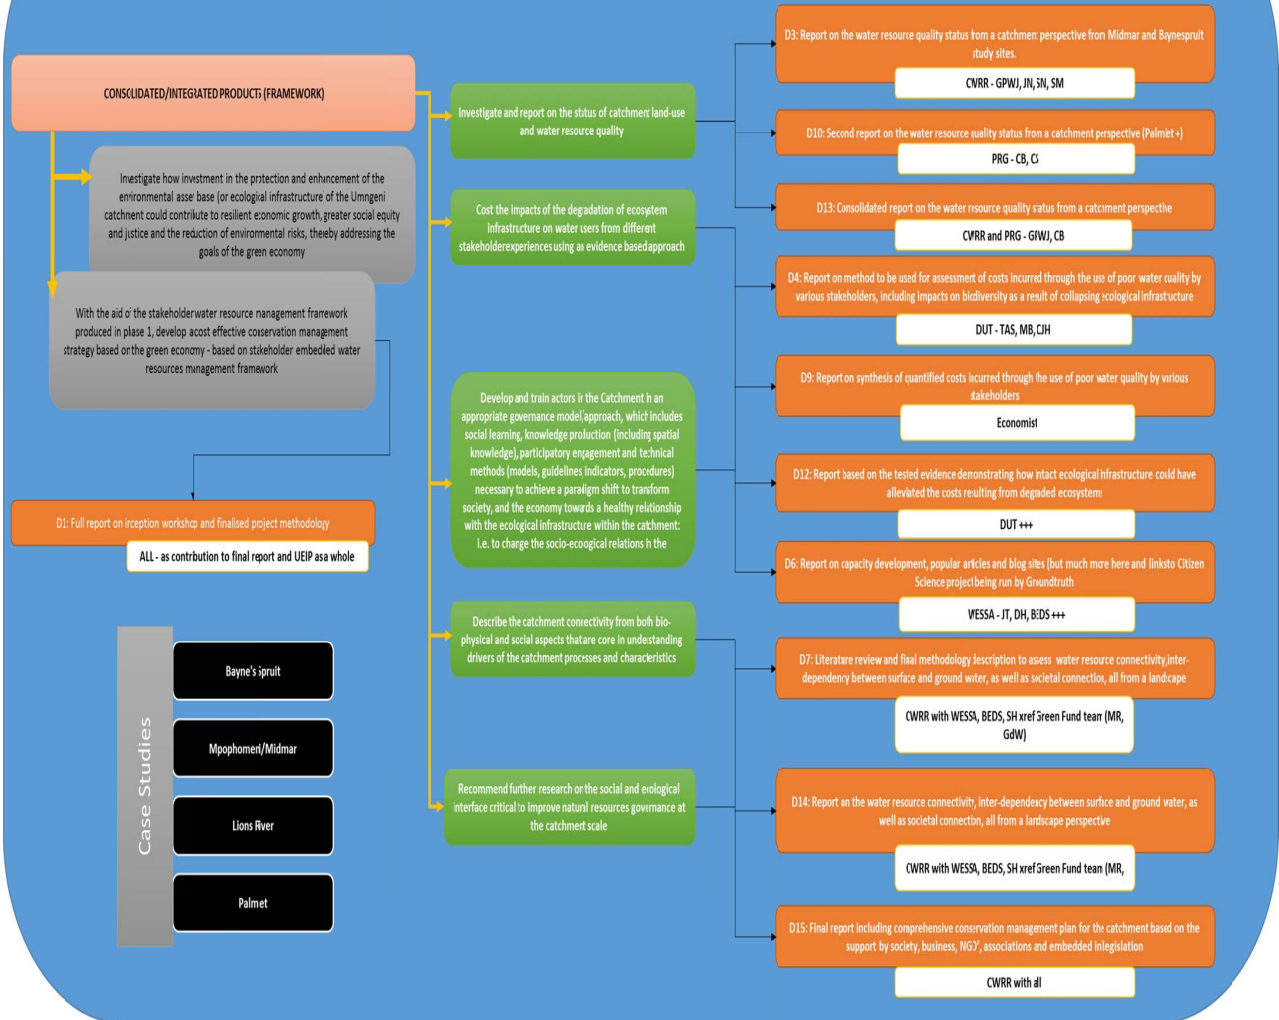 CONSOLIDATED/INTEGRATED PRODUCTS (FRAMEWORK)
Investigate how investment in the protection and enhancement of the
environmental asset base (or ecological infrastructure) of the Umngeni
catchment could contribute to resilient economic growth, greater social equity
and justice and the reduction of environmental risks, thereby addressing the
goals of the green economy
With the aid of the stakeholder water resource management framework
produced in phase 1, develop a cost effective conservation management
strategy based on the green economy - based on stakeholder embedded water
resources management framework
D1: Full report on inception workshop and finalised project methodology
ALL - as contribution to final report and UEIP as a whole
Case Studies
Bayne's Spruit
Mpophomeni/Midmar
Lions River
Palmet
Investigate and report on the status of catchment land-use
and water resource quality
Cost the impacts of the degradation of ecosystem
infrastructure on water users from different
stakeholder experiences using an evidence based approach
Develop and train actors in the Catchment in an
appropriate governance model/approach, which includes
social learning, knowledge production (including spatial
knowledge), participatory engagement and technical
methods (models, guidelines indicators, procedures)
necessary to achieve a paradigm shift to transform
society, and the economy towards a healthy relationship
with the ecological infrastructure within the catchment:
i.e. to change the socio-ecological relations in the
Describe the catchment connectivity from both bio-
physical and social aspects that are core in understanding
drivers of the catchment processes and characteristics
Recommend further research on the social and ecological
interface critical to improve natural resources governance at
the catchment scale
D3: Report on the water resource quality status from a catchment perspective from Midmar and Baynespruit
study sites.
CWRR - GPWJ, JN, SN, SM
D10: Second report on the water resource quality status from a catchment perspective (Palmiet +)
PRG - CB, CS
D13: Consolidated report on the water resource quality status from a catchment perspective
CWRR and PRG - GPWJ, CB
D4: Report on method to be used for assessment of costs incurred through the use of poor water quality by
various stakeholders, including impacts on biodiversity as a result of collapsing ecological infrastructure
DUT - TAS, MB, CJH
D9: Report on synthesis of quantified costs incurred through the use of poor water quality by various
stakeholders
Economist
D12: Report based on the tested evidence demonstrating how intact ecological infrastructure could have
alleviated the costs resulting from degraded ecosystems
DUT +++
D6: Report on capacity development, popular articles and blog sites (but much more here and links to Citizen
Science project being run by Groundtruth
WESSA - JT, DH, BEDS +++
D7: Literature review and final methodology description to assess water resource connectivity, inter-
dependency between surface and ground water, as well as societal connection, all from a landscape
CWRR with WESSA, BEDS, SH xref Green Fund team (MR,
GdW)
D14: Report on the water resource connectivity, inter-dependency between surface and ground water, as
well as societal connection, all from a landscape perspective
CWRR with WESSA, BEDS, SH xref Green Fund team (MR,
D15: Final report including comprehensive conservation management plan for the catchment based on the
support by society, business, NGO', associations and embedded in legislation
CWRR with all